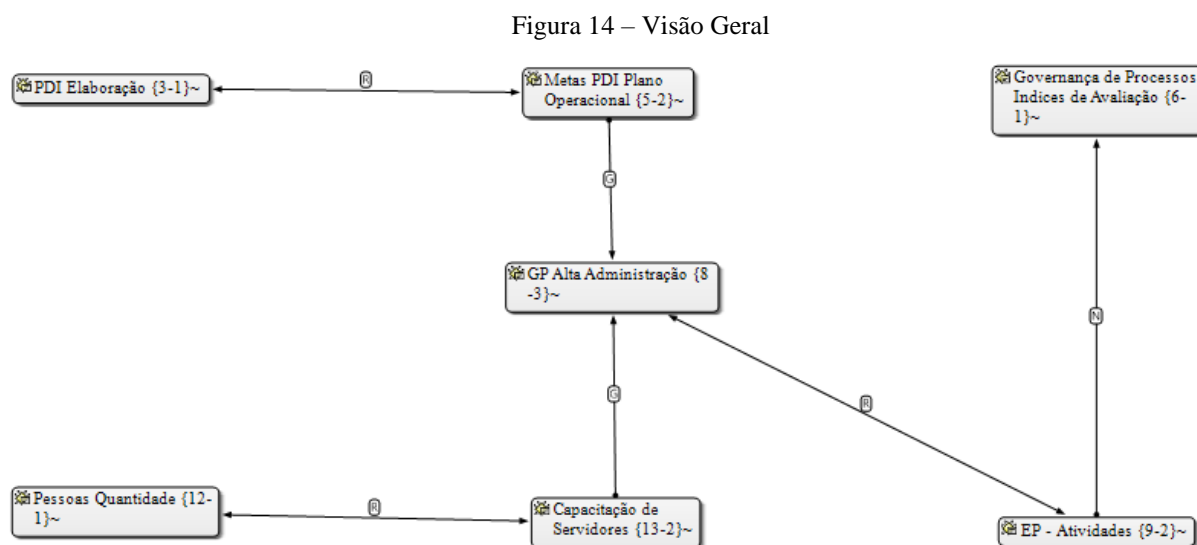 Figura 14 – Visão Geral
PDI Elaboração {3-1}~
R
Metas PDI Plano
Operacional {5-2}~
Governança de Processos
Indices de Avaliação {6-
1}~
G
GP Alta Administração {8
-3}~
N
G
R
Pessoas Quantidade {12-
1}~
R
Capacitação de
Servidores {13-2}~
EP - Atividades {9-2}~